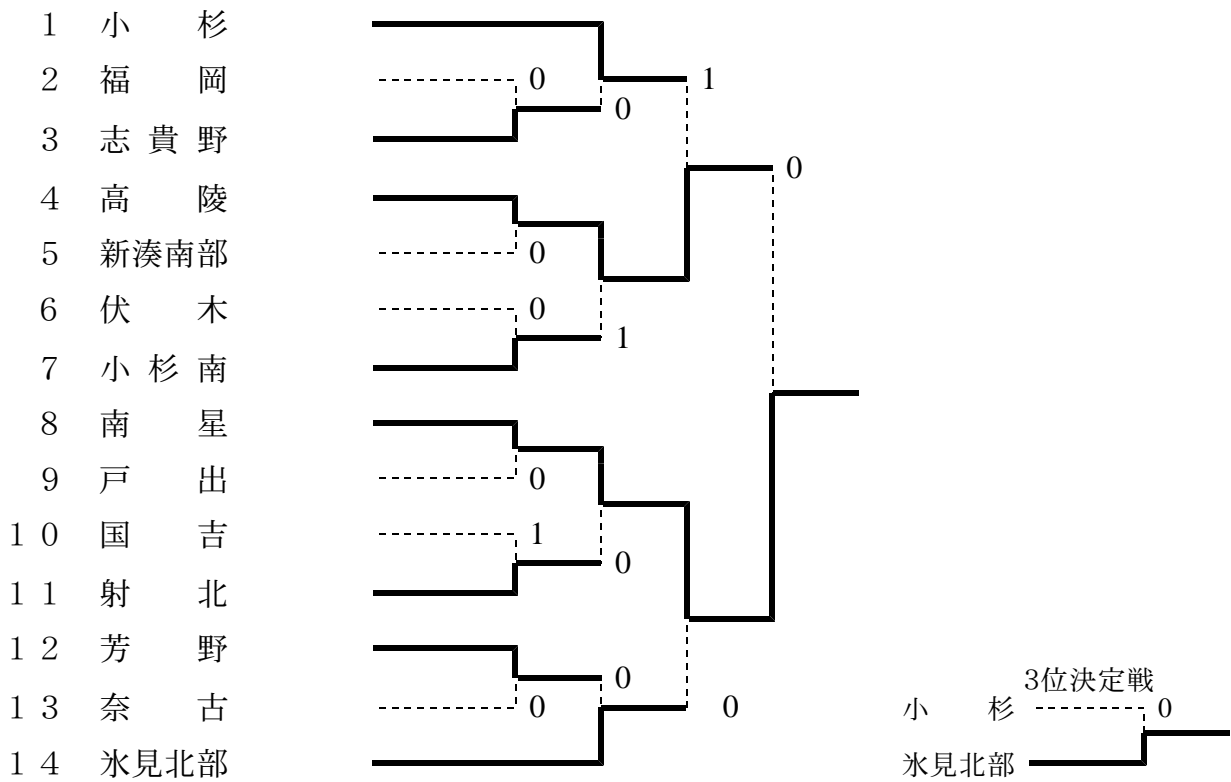 １ 小 杉
２ 福 岡 0 1
0
３ 志 貴 野
0
４ 高 陵
５ 新湊南部 0
６ 伏 木 0
1
７ 小 杉 南
８ 南 星
９ 戸 出 0
１０ 国 吉 1
0
１１ 射 北
１２ 芳 野
0
3位決定戦
１３ 奈 古 0 0 小 杉 0
１４ 氷見北部 氷見北部